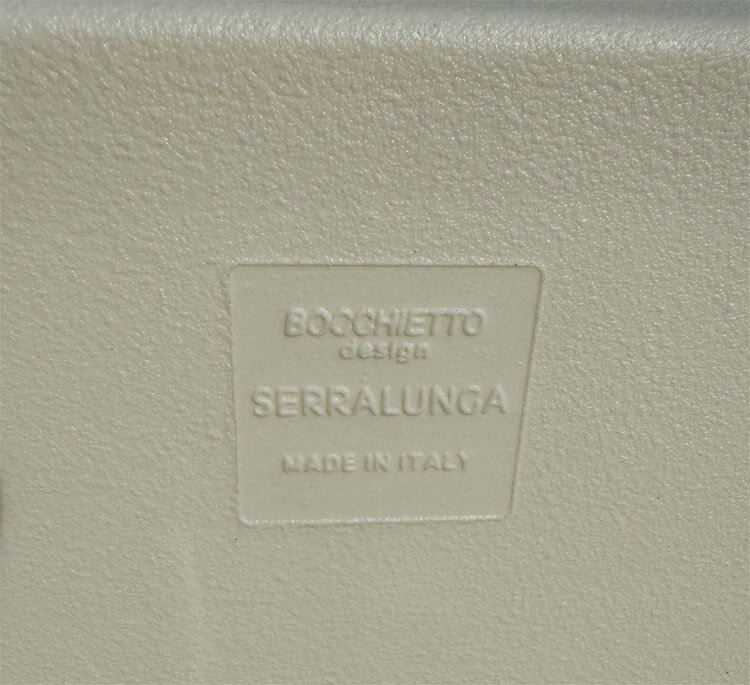 BOCCHIETTO
design
SERRALUNGA
MADE IN ITALY